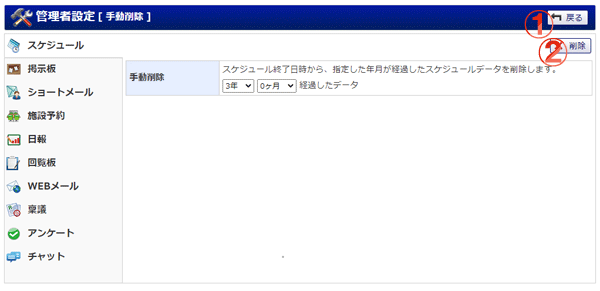 管理者設定 [ 手動削除 ]
① 戻る
② 削除
スケジュール
掲示板
ショートメール
施設予約
日報
回覧板
WEBメール
稟議
アンケート
チャット
手動削除
スケジュール終了日時から、指定した年月が経過したスケジュールデータを削除します。
3年 0ヶ月 経過したデータ